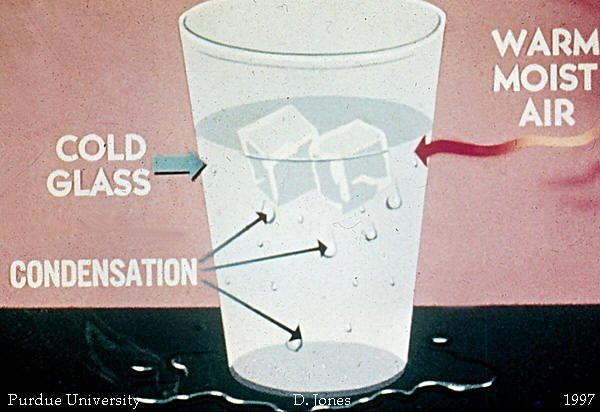 WARM
MOIST
AIR
COLD
GLASS
CONDENSATION
Purdue University
D. Jones
1997